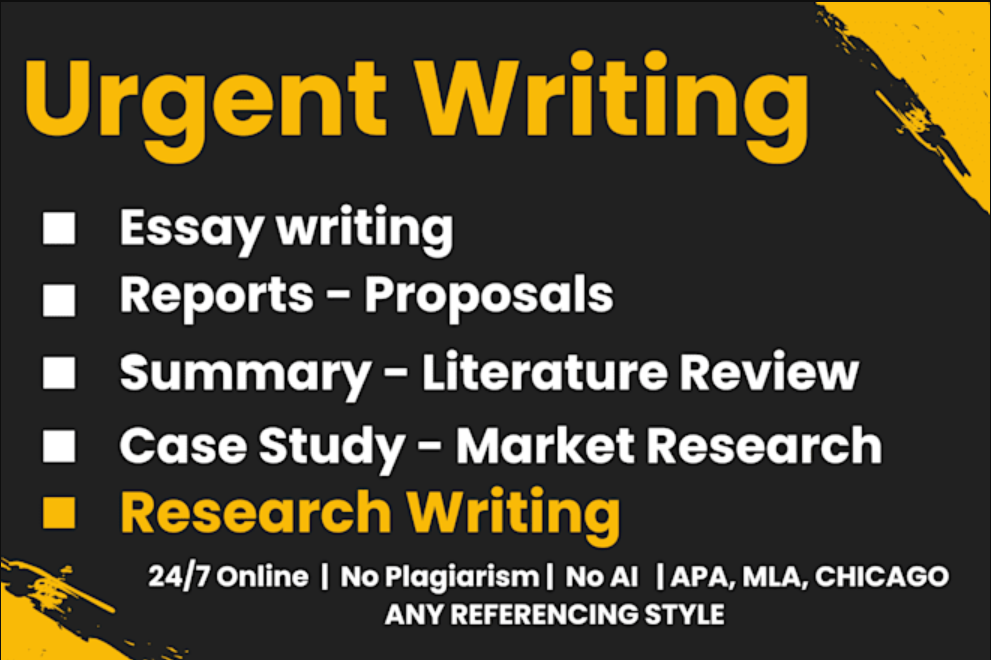 Urgent Writing
Essay writing
Reports - Proposals
Summary - Literature Review
Case Study - Market Research
Research Writing
24/7 Online | No Plagiarism | No AI | APA, MLA, CHICAGO
ANY REFERENCING STYLE